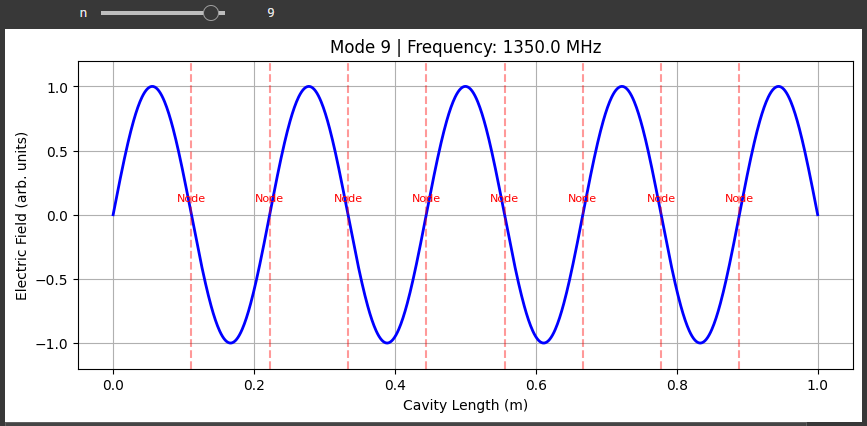 n 9
Mode 9 | Frequency: 1350.0 MHz
Electric Field (arb. units)
1.0
0.5
0.0
−0.5
−1.0
Node Node Node Node Node Node Node Node
0.0 0.2 0.4 0.6 0.8 1.0
Cavity Length (m)